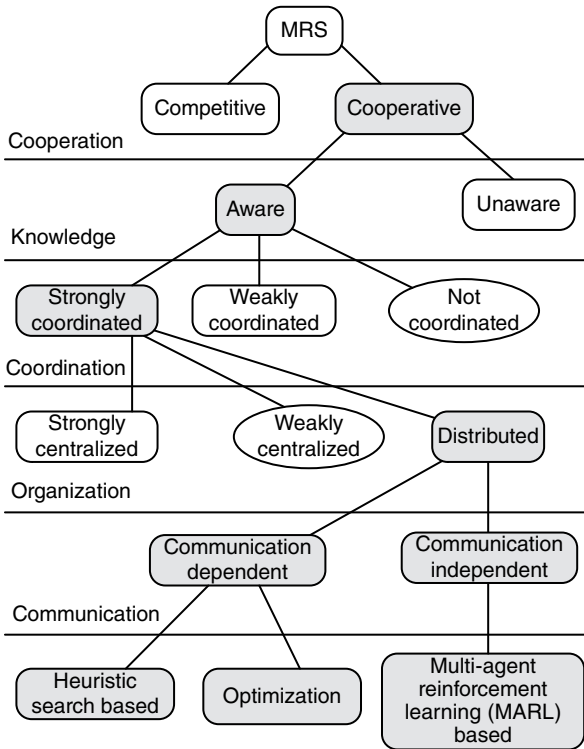 MRS
Competitive
Cooperative
Cooperation
Aware
Unaware
Knowledge
Strongly
coordinated
Weakly
coordinated
Not
coordinated
Coordination
Strongly
centralized
Weakly
centralized
Distributed
Organization
Communication
dependent
Communication
independent
Communication
Heuristic
search based
Optimization
Multi-agent
reinforcement
learning (MARL)
based